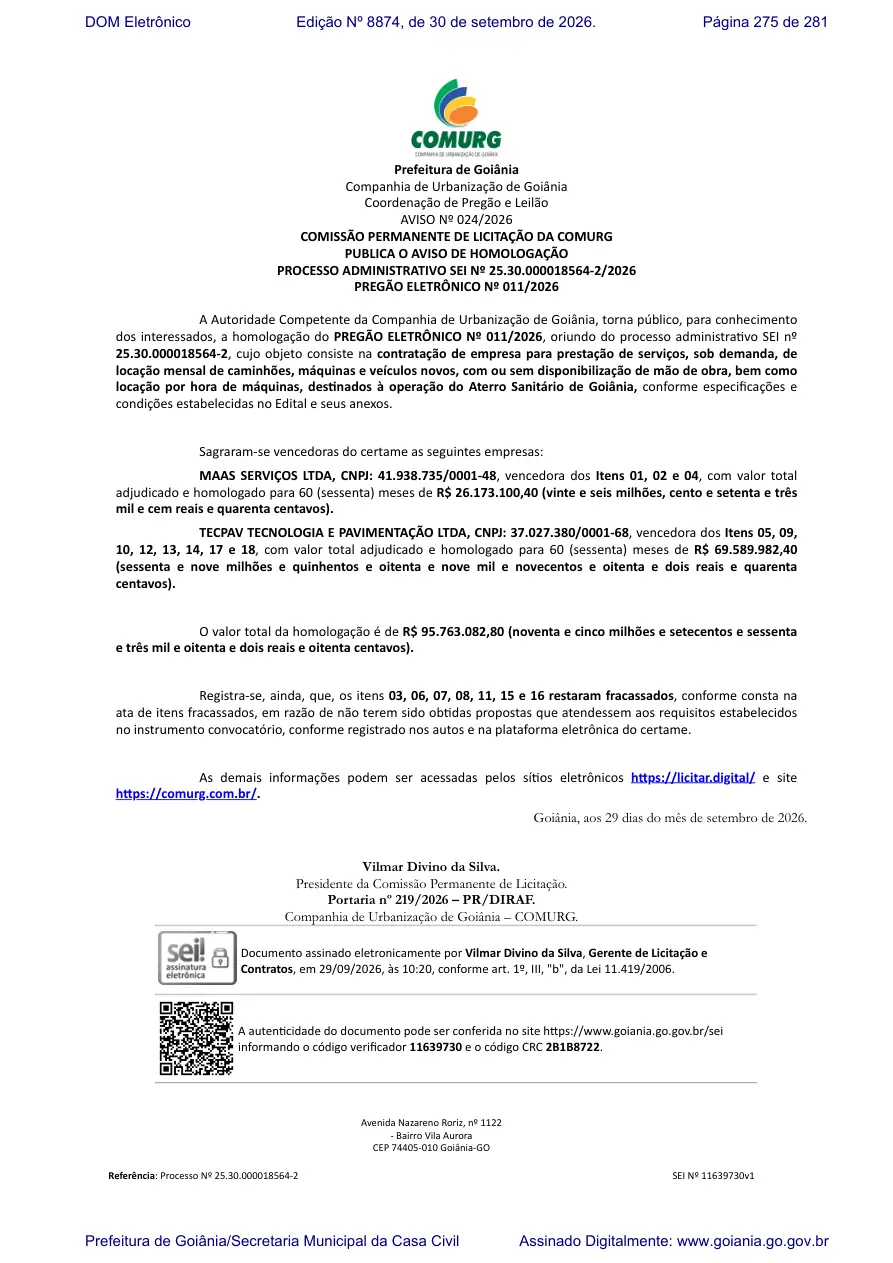 DOM Eletrônico Edição Nº 8874, de 30 de setembro de 2026. Página 275 de 281
COMURG
COMPANHIA DE URBANIZAÇÃO DE GOIÂNIA
Prefeitura de Goiânia
Companhia de Urbanização de Goiânia
Coordenação de Pregão e Leilão
AVISO Nº 024/2026
COMISSÃO PERMANENTE DE LICITAÇÃO DA COMURG
PUBLICA O AVISO DE HOMOLOGAÇÃO
PROCESSO ADMINISTRATIVO SEI Nº 25.30.000018564-2/2026
PREGÃO ELETRÔNICO Nº 011/2026
A Autoridade Competente da Companhia de Urbanização de Goiânia, torna público, para conhecimento
dos interessados, a homologação do PREGÃO ELETRÔNICO Nº 011/2026, oriundo do processo administrativo SEI nº
25.30.000018564-2, cujo objeto consiste na contratação de empresa para prestação de serviços, sob demanda, de
locação mensal de caminhões, máquinas e veículos novos, com ou sem disponibilização de mão de obra, bem como
locação por hora de máquinas, destinados à operação do Aterro Sanitário de Goiânia, conforme especificações e
condições estabelecidas no Edital e seus anexos.
Sagraram-se vencedoras do certame as seguintes empresas:
MAAS SERVIÇOS LTDA, CNPJ: 41.938.735/0001-48, vencedora dos Itens 01, 02 e 04, com valor total
adjudicado e homologado para 60 (sessenta) meses de R$ 26.173.100,40 (vinte e seis milhões, cento e setenta e três
mil e cem reais e quarenta centavos).
TECPAV TECNOLOGIA E PAVIMENTAÇÃO LTDA, CNPJ: 37.027.380/0001-68, vencedora dos Itens 05, 09,
10, 12, 13, 14, 17 e 18, com valor total adjudicado e homologado para 60 (sessenta) meses de R$ 69.589.982,40
(sessenta e nove milhões e quinhentos e oitenta e nove mil e novecentos e oitenta e dois reais e quarenta
centavos).
O valor total da homologação é de R$ 95.763.082,80 (noventa e cinco milhões e setecentos e sessenta
e três mil e oitenta e dois reais e oitenta centavos).
Registra-se, ainda, que, os itens 03, 06, 07, 08, 11, 15 e 16 restaram fracassados, conforme consta na
ata de itens fracassados, em razão de não terem sido obtidas propostas que atendessem aos requisitos estabelecidos
no instrumento convocatório, conforme registrado nos autos e na plataforma eletrônica do certame.
As demais informações podem ser acessadas pelos sítios eletrônicos https://licitar.digital/ e site
https://comurg.com.br/.
Goiânia, aos 29 dias do mês de setembro de 2026.
Vilmar Divino da Silva.
Presidente da Comissão Permanente de Licitação.
Portaria nº 219/2026 – PR/DIRAF.
Companhia de Urbanização de Goiânia – COMURG.
sei!
assinatura
eletrônica
Documento assinado eletronicamente por Vilmar Divino da Silva, Gerente de Licitação e
Contratos, em 29/09/2026, às 10:20, conforme art. 1º, III, "b", da Lei 11.419/2006.
A autenticidade do documento pode ser conferida no site https://www.goiania.go.gov.br/sei
informando o código verificador 11639730 e o código CRC 2B1B8722.
Avenida Nazareno Roriz, nº 1122
- Bairro Vila Aurora
CEP 74405-010 Goiânia-GO
Referência: Processo Nº 25.30.000018564-2 SEI Nº 11639730v1
Prefeitura de Goiânia/Secretaria Municipal da Casa Civil Assinado Digitalmente: www.goiania.go.gov.br